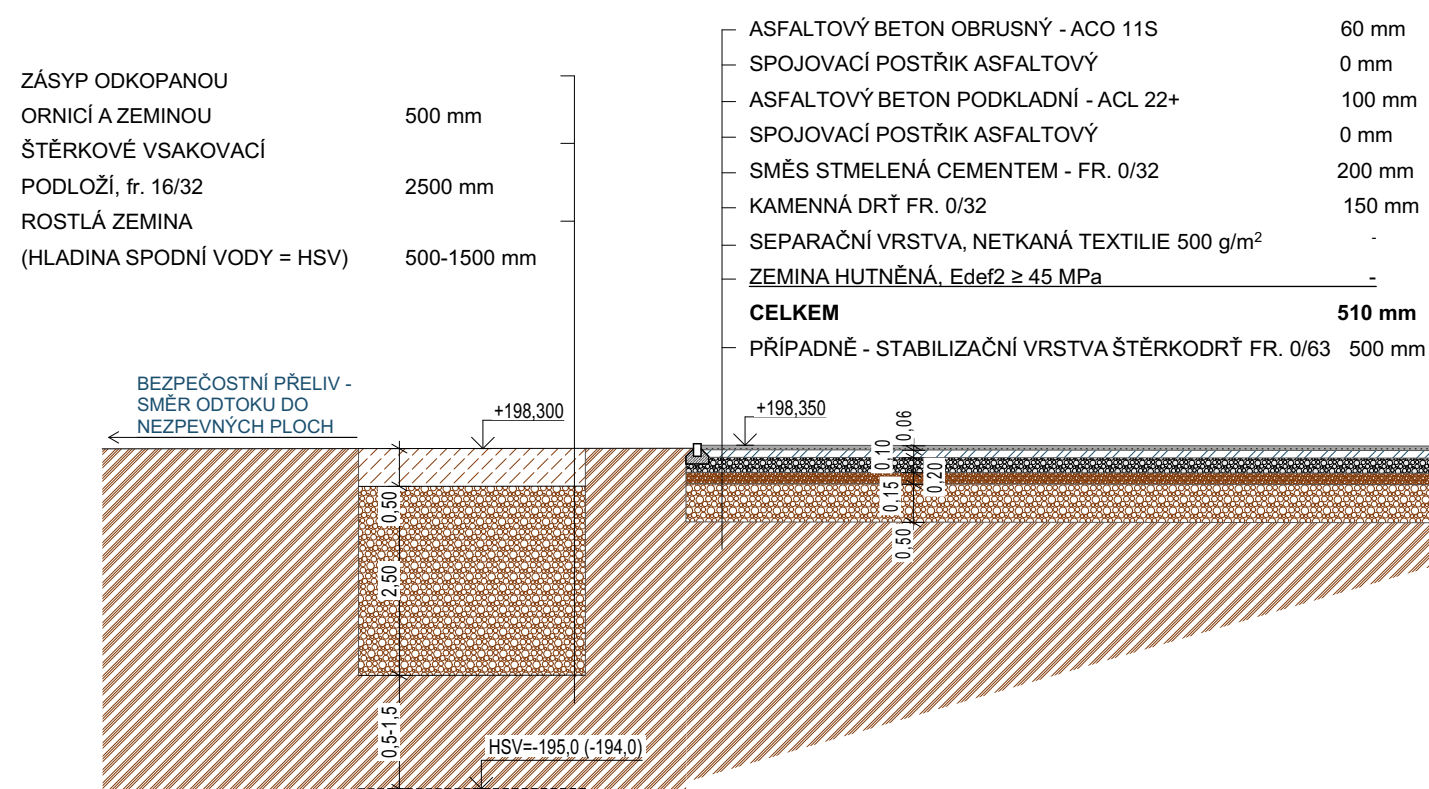 ZÁSYP ODKOPANOU
ORNICÍ A ZEMINOU 500 mm
ŠTĚRKOVÉ VSAKOVACÍ
PODLOŽÍ, fr. 16/32 2500 mm
ROSTLÁ ZEMINA
(HLADINA SPODNÍ VODY = HSV) 500-1500 mm
ASFALTOVÝ BETON OBRUSNÝ - ACO 11S 60 mm
SPOJOVACÍ POSTŘIK ASFALTOVÝ 0 mm
ASFALTOVÝ BETON PODKLADNÍ - ACL 22+ 100 mm
SPOJOVACÍ POSTŘIK ASFALTOVÝ 0 mm
SMĚS STMELENÁ CEMENTEM - FR. 0/32 200 mm
KAMENNÁ DRŤ FR. 0/32 150 mm
SEPARAČNÍ VRSTVA, NETKANÁ TEXTILIE 500 g/m² -
ZEMINA HUTNĚNÁ, Edef2 ≥ 45 MPa -
CELKEM 510 mm
PŘÍPADNĚ - STABILIZAČNÍ VRSTVA ŠTĚRKODRŤ FR. 0/63 500 mm
BEZPEČOSTNÍ PŘELIV -
SMĚR ODTOKU DO
NEZPEVNÝCH PLOCH
+198,300
+198,350
0,06
0,10
0,20
0,15
0,50
0,50
2,50
0,5-1,5
HSV=-195,0 (-194,0)